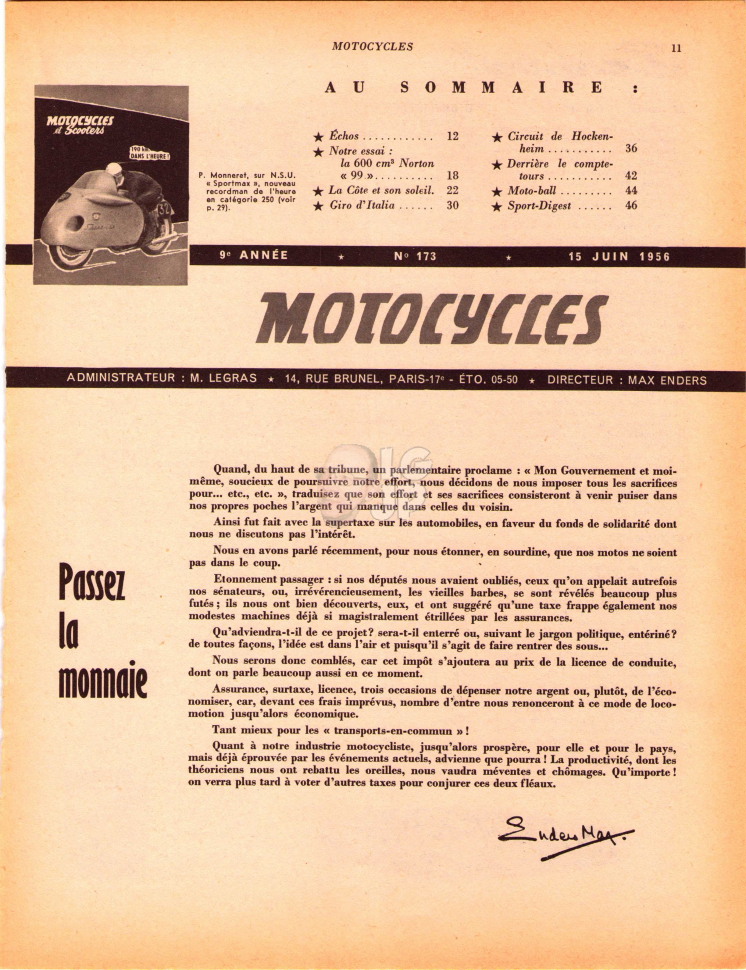 MOTOCYCLES 11
AU SOMMAIRE :
MOTOCYCLES
et Scooters
190 km
DANS L'HEURE !
32
P. Monneret, sur N.S.U.
« Sportmax », nouveau
recordman de l'heure
en catégorie 250 (voir
p. 29).
★ Échos ............ 12
★ Notre essai :
la 600 cm³ Norton
« 99 » .......... 18
★ La Côte et son soleil. 22
★ Giro d'Italia ...... 30
★ Circuit de Hocken-
heim ........... 36
★ Derrière le compte-
tours ........... 42
★ Moto-ball ......... 44
★ Sport-Digest ...... 46
9e ANNÉE ★ No 173 ★ 15 JUIN 1956
MOTOCYCLES
ADMINISTRATEUR : M. LEGRAS ★ 14, RUE BRUNEL, PARIS-17e - ÉTO. 05-50 ★ DIRECTEUR : MAX ENDERS
Passez
la
monnaie
Quand, du haut de sa tribune, un parlementaire proclame : « Mon Gouvernement et moi-
même, soucieux de poursuivre notre effort, nous décidons de nous imposer tous les sacrifices
pour... etc., etc. », traduisez que son effort et ses sacrifices consisteront à venir puiser dans
nos propres poches l'argent qui manque dans celles du voisin.
Ainsi fut fait avec la supertaxe sur les automobiles, en faveur du fonds de solidarité dont
nous ne discutons pas l'intérêt.
Nous en avons parlé récemment, pour nous étonner, en sourdine, que nos motos ne soient
pas dans le coup.
Etonnement passager : si nos députés nous avaient oubliés, ceux qu'on appelait autrefois
nos sénateurs, ou, irrévérencieusement, les vieilles barbes, se sont révélés beaucoup plus
futés ; ils nous ont bien découverts, eux, et ont suggéré qu'une taxe frappe également nos
modestes machines déjà si magistralement étrillées par les assurances.
Qu'adviendra-t-il de ce projet ? sera-t-il enterré ou, suivant le jargon politique, entériné ?
de toutes façons, l'idée est dans l'air et puisqu'il s'agit de faire rentrer des sous...
Nous serons donc comblés, car cet impôt s'ajoutera au prix de la licence de conduite,
dont on parle beaucoup aussi en ce moment.
Assurance, surtaxe, licence, trois occasions de dépenser notre argent ou, plutôt, de l'éco-
nomiser, car, devant ces frais imprévus, nombre d'entre nous renonceront à ce mode de loco-
motion jusqu'alors économique.
Tant mieux pour les « transports-en-commun » !
Quant à notre industrie motocycliste, jusqu'alors prospère, pour elle et pour le pays,
mais déjà éprouvée par les événements actuels, advienne que pourra ! La productivité, dont les
théoriciens nous ont rebattu les oreilles, nous vaudra méventes et chômages. Qu'importe !
on verra plus tard à voter d'autres taxes pour conjurer ces deux fléaux.
Enders Max.